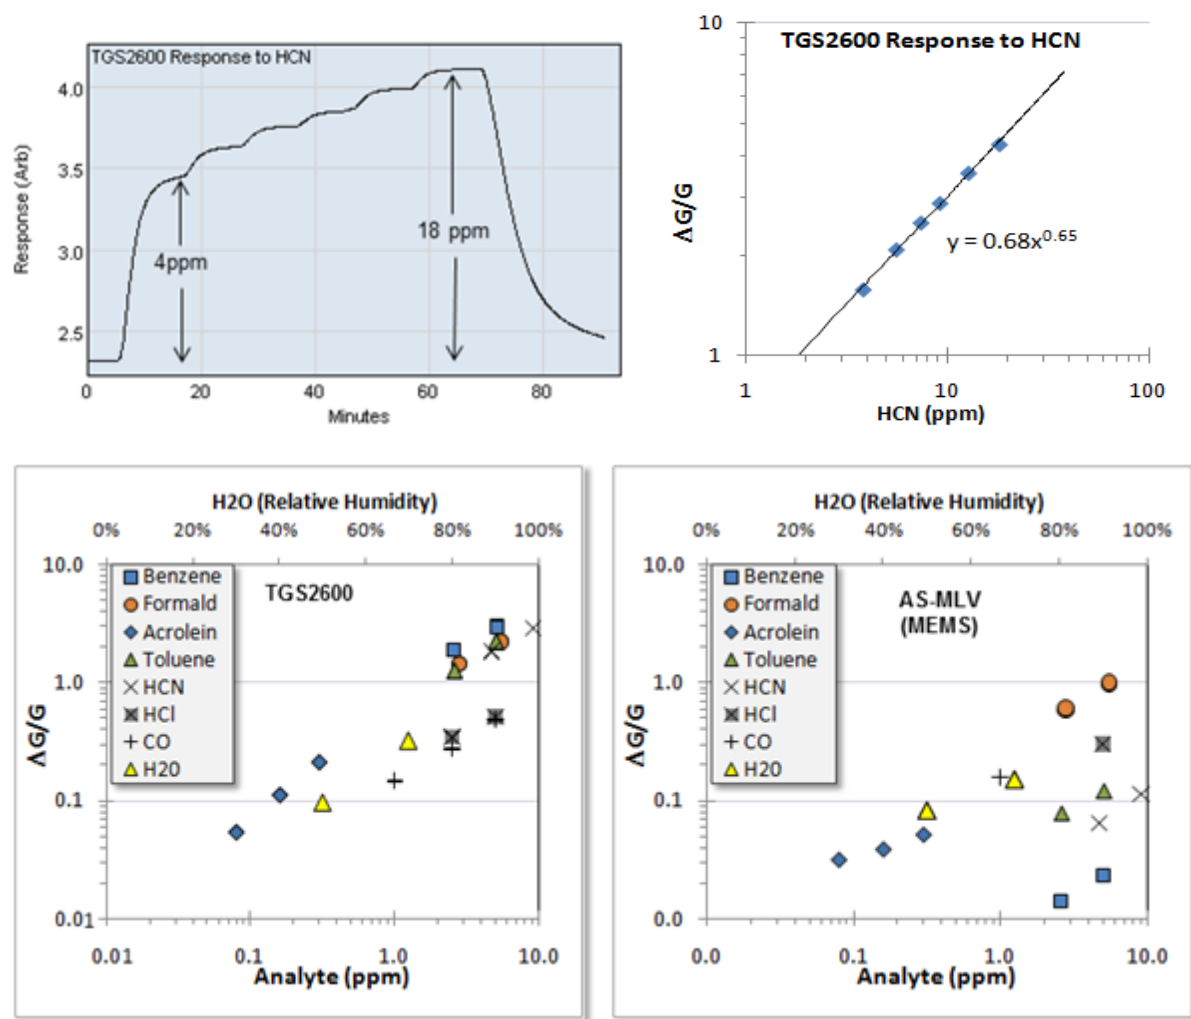 TGS2600 Response to HCN
Response (Arb)
4.0
3.5
3.0
2.5
4ppm
18 ppm
0 20 40 60 80
Minutes
TGS2600 Response to HCN
ΔG/G
10
1
y = 0.68x^0.65
1 10 100
HCN (ppm)
H2O (Relative Humidity)
0% 20% 40% 60% 80% 100%
ΔG/G
10.0
1.0
0.1
0.01
Benzene
Formald
Acrolein
Toluene
HCN
HCl
CO
H20
TGS2600
0.01 0.1 1.0 10.0
Analyte (ppm)
H2O (Relative Humidity)
0% 20% 40% 60% 80% 100%
ΔG/G
10.0
1.0
0.1
0.0
Benzene
Formald
Acrolein
Toluene
HCN
HCl
CO
H20
AS-MLV
(MEMS)
0.0 0.1 1.0 10.0
Analyte (ppm)